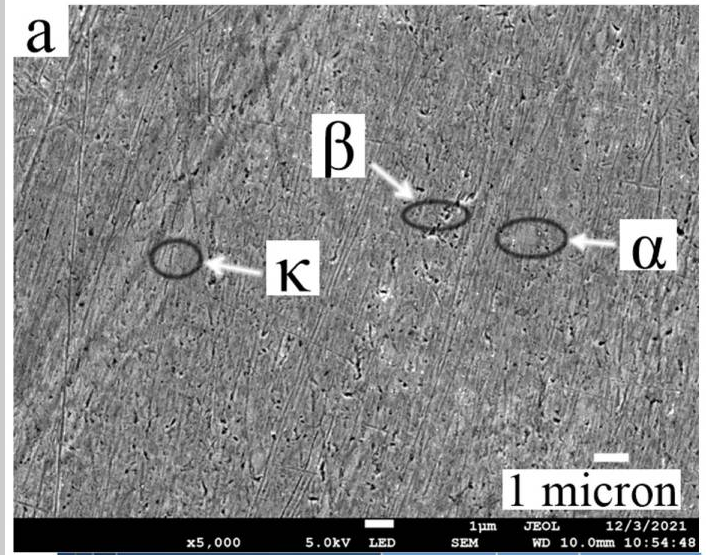 a
β
α
κ
1 micron
1μm JEOL 12/3/2021
x5,000 5.0kV LED SEM WD 10.0mm 10:54:48